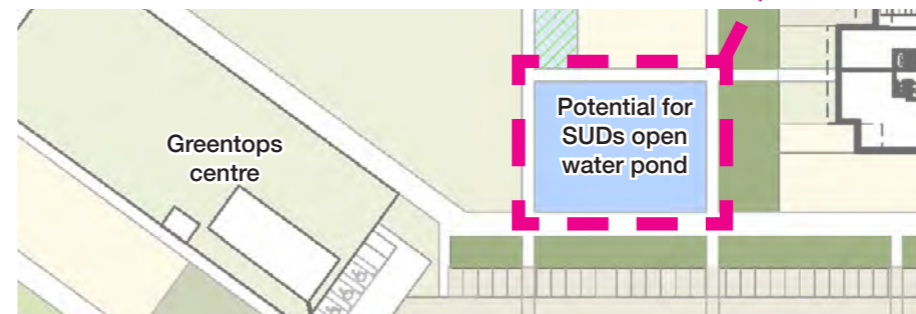 Greentops
centre
Potential for
SUDs open
water pond